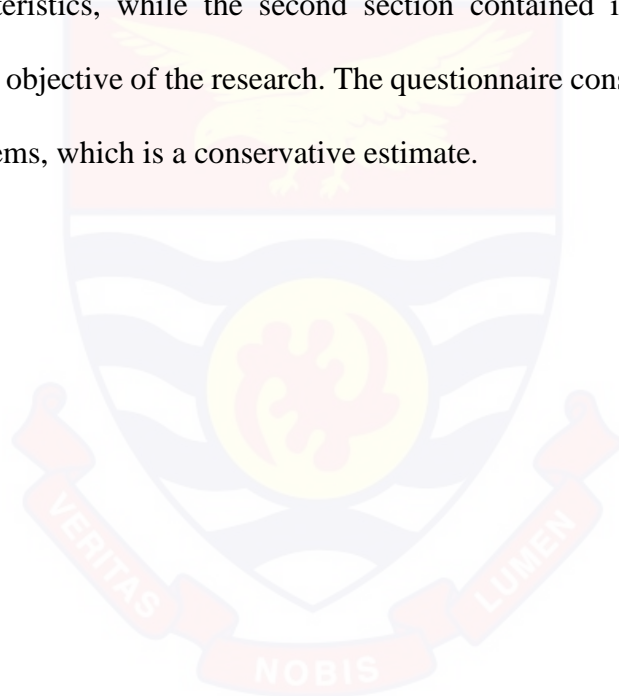 teristics, while the second section contained i
objective of the research. The questionnaire cons
ems, which is a conservative estimate.
VERITAS
NOBIS
LUMEN